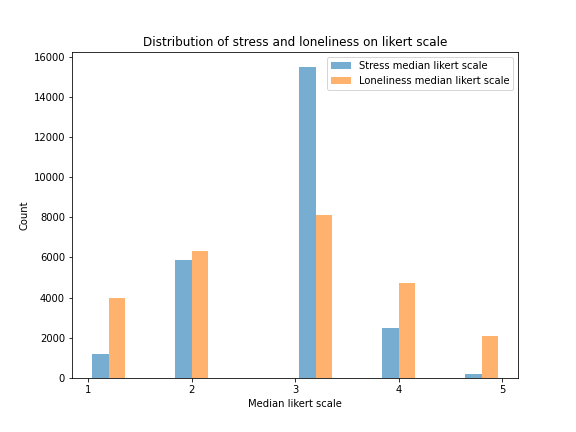 Distribution of stress and loneliness on likert scale
Stress median likert scale
Loneliness median likert scale
16000
14000
12000
10000
8000
6000
4000
2000
0
Count
1 2 3 4 5
Median likert scale